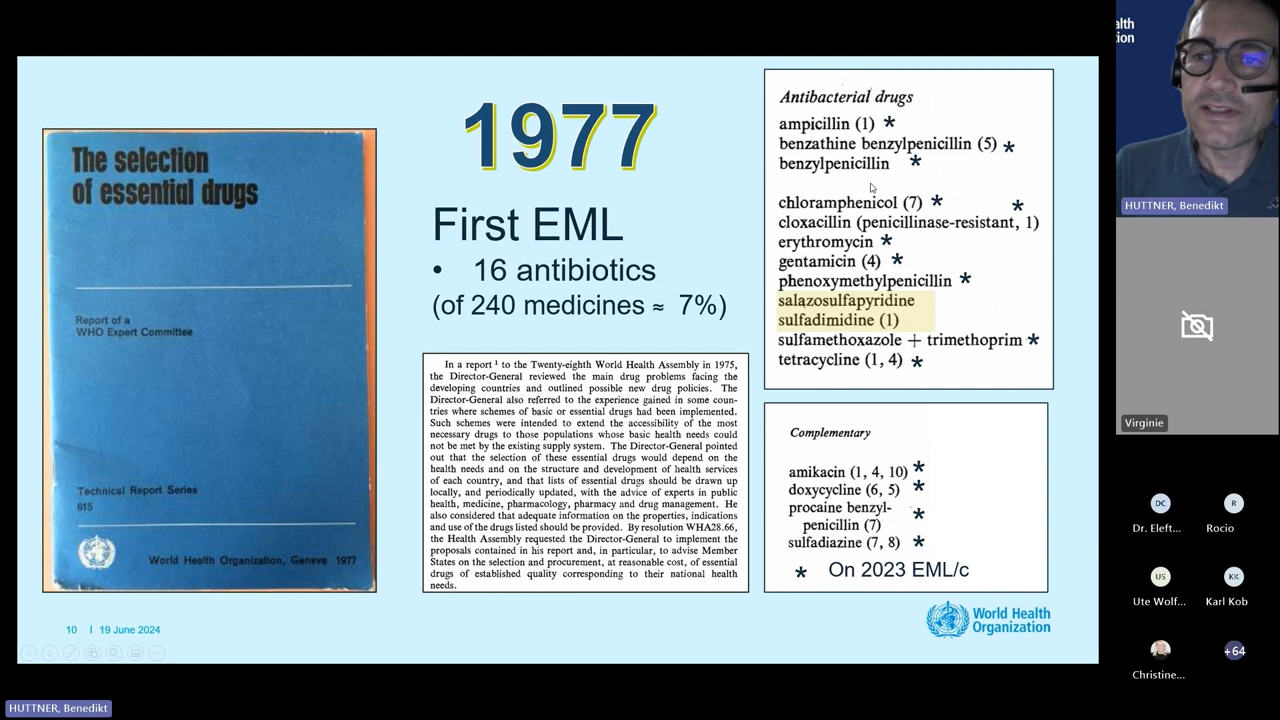 The selection
of essential drugs
Report of a
WHO Expert Committee
Technical Report Series
615
World Health Organization, Geneva 1977
1977
First EML
• 16 antibiotics
(of 240 medicines ≈ 7%)
In a report ¹ to the Twenty-eighth World Health Assembly in 1975,
the Director-General reviewed the main drug problems facing the
developing countries and outlined possible new drug policies. The
Director-General also referred to the experience gained in some coun-
tries where schemes of basic or essential drugs had been implemented.
Such schemes were intended to extend the accessibility of the most
necessary drugs to those populations whose basic health needs could
not be met by the existing supply system. The Director-General pointed
out that the selection of these essential drugs would depend on the
health needs and on the structure and development of health services
of each country, and that lists of essential drugs should be drawn up
locally, and periodically updated, with the advice of experts in public
health, medicine, pharmacology, pharmacy and drug management. He
also considered that adequate information on the properties, indications
and use of the drugs listed should be provided. By resolution WHA28.66,
the Health Assembly requested the Director-General to implement the
proposals contained in his report and, in particular, to advise Member
States on the selection and procurement, at reasonable cost, of essential
drugs of established quality corresponding to their national health
needs.
Antibacterial drugs
ampicillin (1) *
benzathine benzylpenicillin (5) *
benzylpenicillin *
chloramphenicol (7) * *
cloxacillin (penicillinase-resistant, 1)
erythromycin *
gentamicin (4) *
phenoxymethylpenicillin *
salazosulfapyridine
sulfadimidine (1)
sulfamethoxazole + trimethoprim *
tetracycline (1, 4) *
Complementary
amikacin (1, 4, 10) *
doxycycline (6, 5) *
procaine benzyl- *
penicillin (7)
sulfadiazine (7, 8) *
* On 2023 EML/c
10 | 19 June 2024
World Health
Organization
alth
ion
HUTTNER, Benedikt
Virginie
DC
R
Dr. Eleft...
Rocio
US
KK
Ute Wolf...
Karl Kob
+64
Christine...
HUTTNER, Benedikt